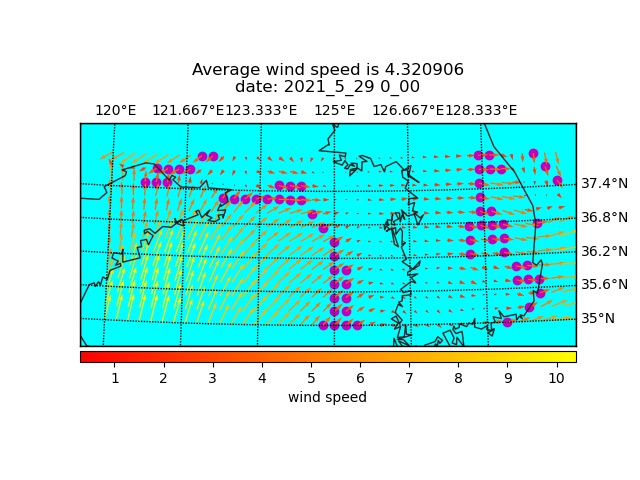 Average wind speed is 4.320906
date: 2021_5_29 0_00
120°E 121.667°E 123.333°E 125°E 126.667°E 128.333°E
37.4°N
36.8°N
36.2°N
35.6°N
35°N
1 2 3 4 5 6 7 8 9 10
wind speed